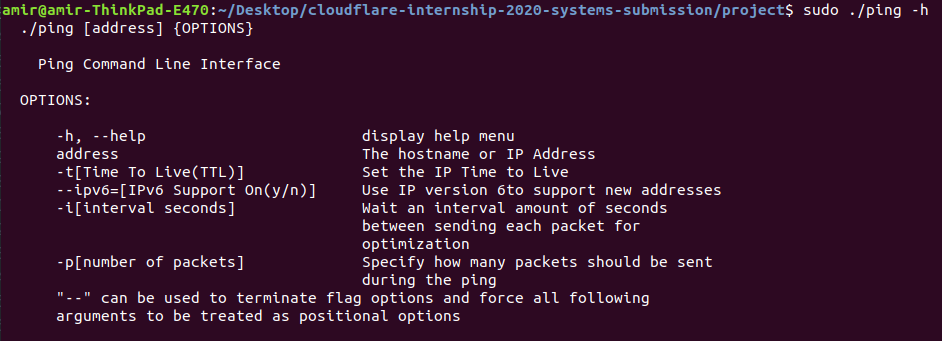 amir@amir-ThinkPad-E470:~/Desktop/cloudflare-internship-2020-systems-submission/project$ sudo ./ping -h
./ping [address] {OPTIONS}
Ping Command Line Interface
OPTIONS:
-h, --help display help menu
address The hostname or IP Address
-t[Time To Live(TTL)] Set the IP Time to Live
--ipv6=[IPv6 Support On(y/n)] Use IP version 6to support new addresses
-i[interval seconds] Wait an interval amount of seconds
between sending each packet for
optimization
-p[number of packets] Specify how many packets should be sent
during the ping
"--" can be used to terminate flag options and force all following
arguments to be treated as positional options